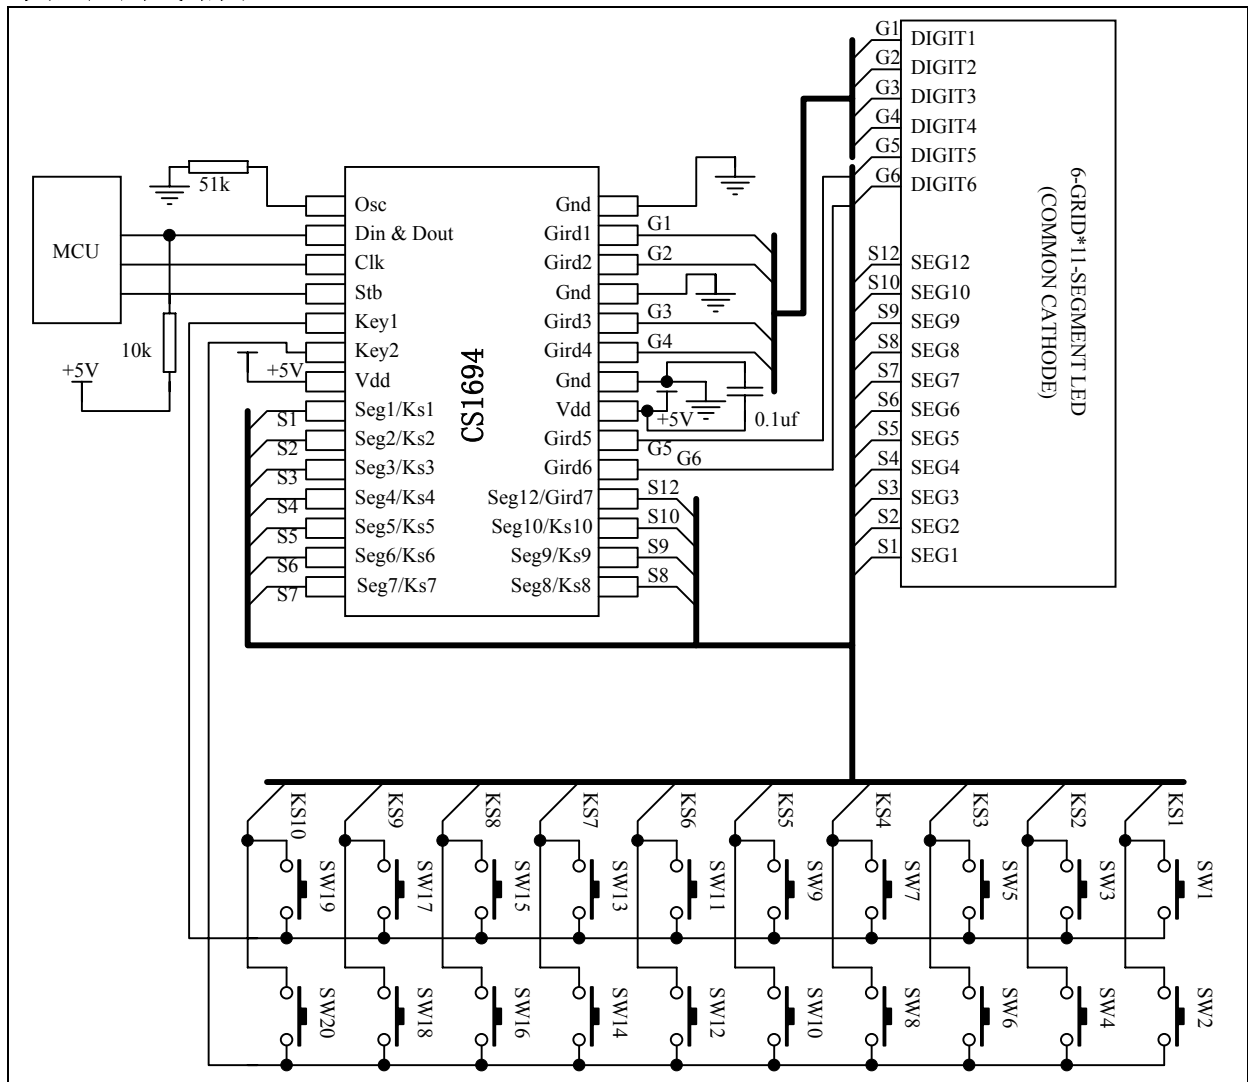 G1 DIGIT1
G2 DIGIT2
G3 DIGIT3
G4 DIGIT4
G5 DIGIT5
G6 DIGIT6
S12 SEG12
S10 SEG10
S9 SEG9
S8 SEG8
S7 SEG7
S6 SEG6
S5 SEG5
S4 SEG4
S3 SEG3
S2 SEG2
S1 SEG1
6-GRID*11-SEGMENT LED
(COMMON CATHODE)
51k
MCU
10k
+5V
+5V
CS1694
Osc
Din & Dout
Clk
Stb
Key1
Key2
Vdd
S1 Seg1/Ks1
S2 Seg2/Ks2
S3 Seg3/Ks3
S4 Seg4/Ks4
S5 Seg5/Ks5
S6 Seg6/Ks6
S7 Seg7/Ks7
Gnd
Gird1 G1
Gird2 G2
Gnd
Gird3 G3
Gird4 G4
Gnd
Vdd +5V 0.1uf
Gird5 G5
Gird6 G6
Seg12/Gird7 S12
Seg10/Ks10 S10
Seg9/Ks9 S9
Seg8/Ks8 S8
KS10 KS9 KS8 KS7 KS6 KS5 KS4 KS3 KS2 KS1
SW19 SW17 SW15 SW13 SW11 SW9 SW7 SW5 SW3 SW1
SW20 SW18 SW16 SW14 SW12 SW10 SW8 SW6 SW4 SW2